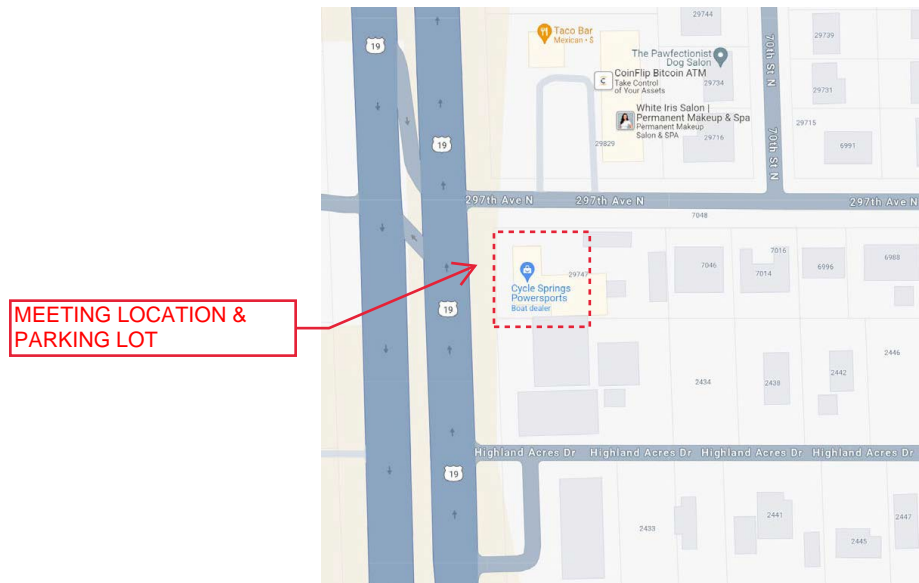 29744
Taco Bar
Mexican • $
29739
19
The Pawfectionist
Dog Salon
70th St N
CoinFlip Bitcoin ATM
Take Control
of Your Assets
29734
29731
White Iris Salon |
Permanent Makeup & Spa
Permanent Makeup
Salon & SPA
29715
70th St N
29829
29716
6991
19
297th Ave N
297th Ave N
297th Ave N
7048
7016
6988
7046
7014
6996
29747
Cycle Springs
Powersports
Boat dealer
MEETING LOCATION &
PARKING LOT
19
2446
2434
2438
2442
Highland Acres Dr
Highland Acres Dr
Highland Acres Dr
Highland Acres Dr
19
2433
2441
2447
2445